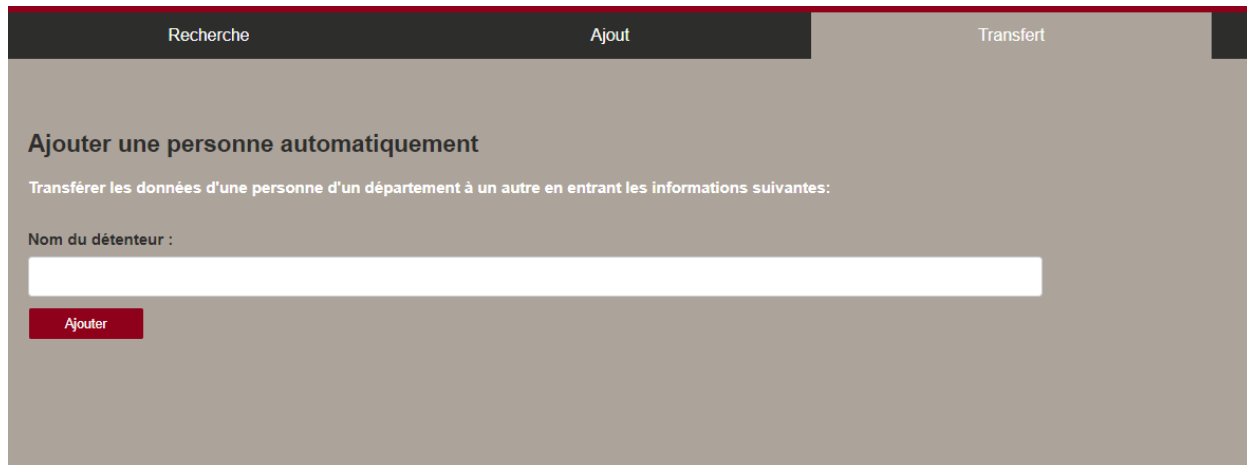 Recherche
Ajout
Transfert
Ajouter une personne automatiquement
Transférer les données d'une personne d'un département à un autre en entrant les informations suivantes:
Nom du détenteur :
Ajouter